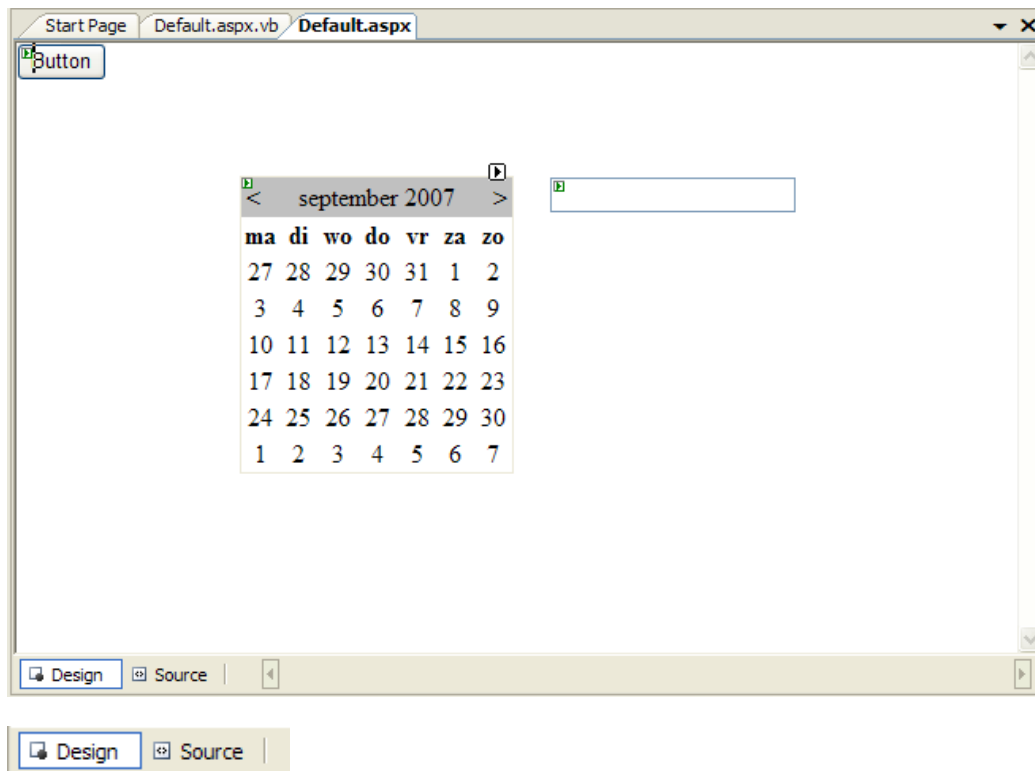 Start Page Default.aspx.vb Default.aspx
Button
< september 2007 >
ma di wo do vr za zo
27 28 29 30 31 1 2
3 4 5 6 7 8 9
10 11 12 13 14 15 16
17 18 19 20 21 22 23
24 25 26 27 28 29 30
1 2 3 4 5 6 7
Design Source
Design Source